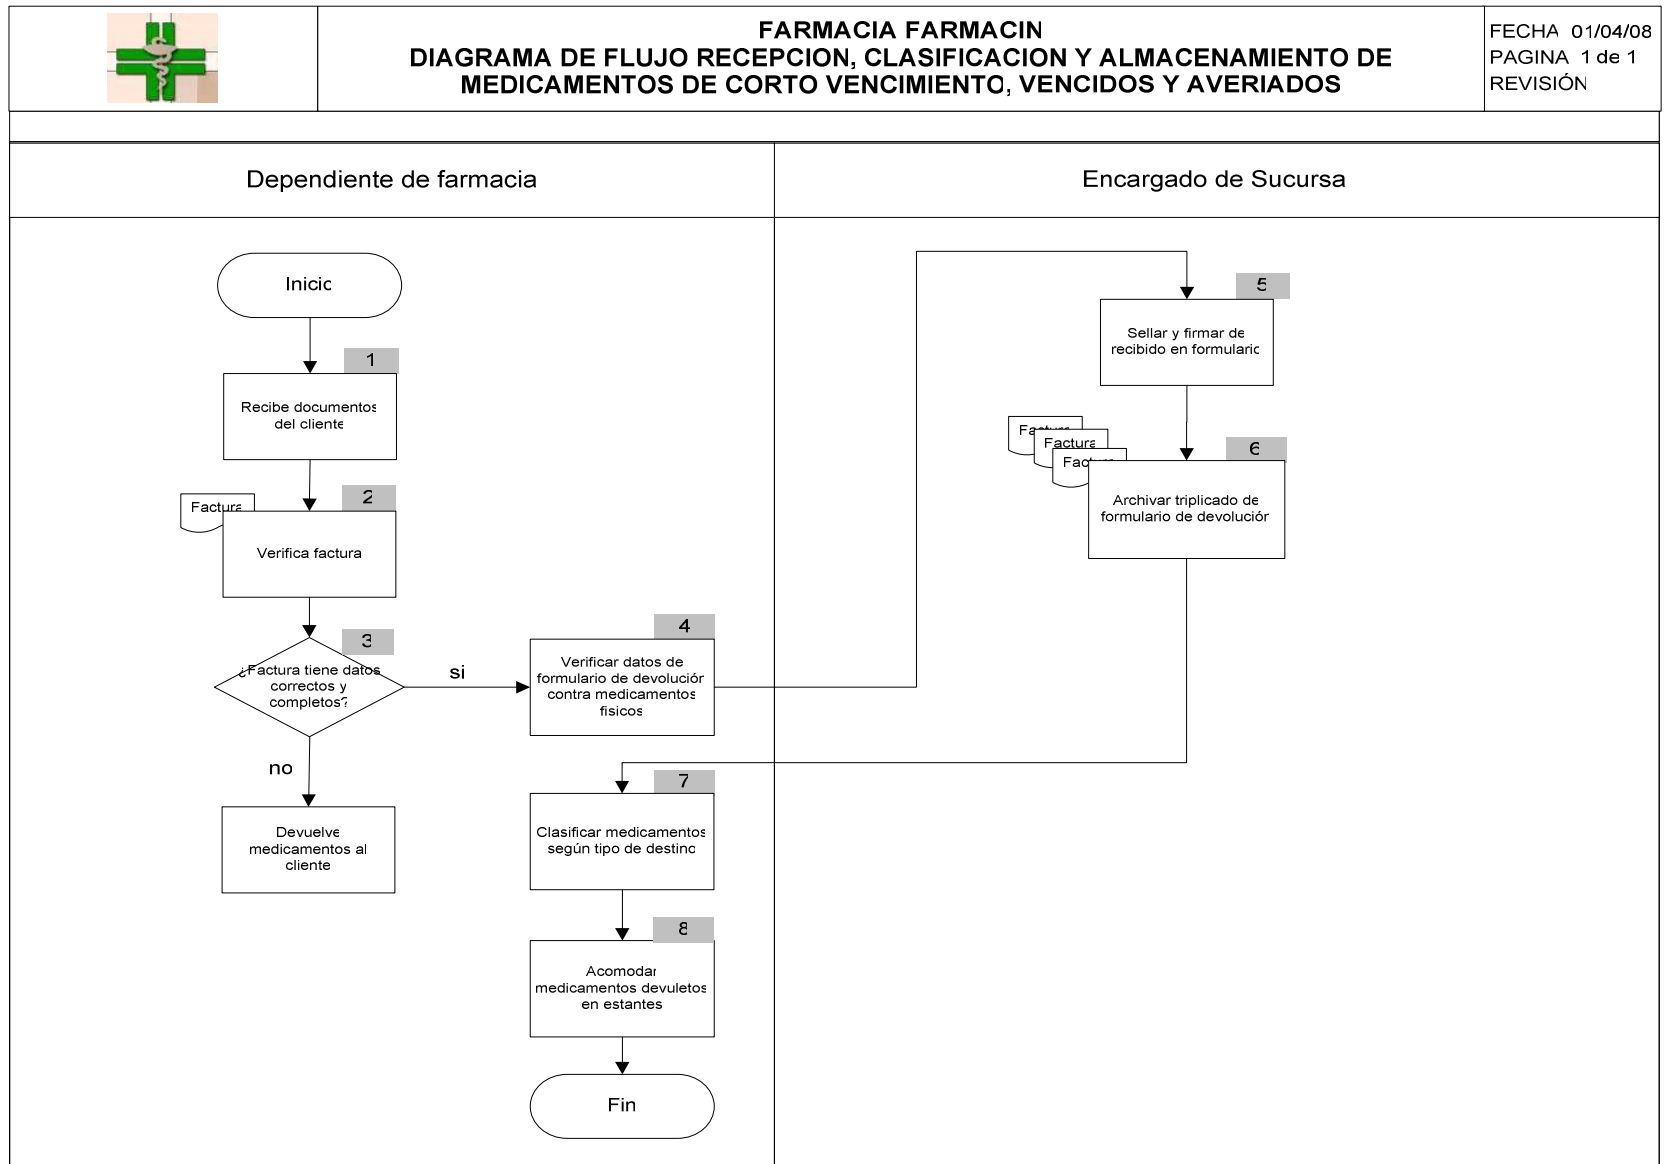 FARMACIA FARMACIN
DIAGRAMA DE FLUJO RECEPCION, CLASIFICACION Y ALMACENAMIENTO DE
MEDICAMENTOS DE CORTO VENCIMIENTO, VENCIDOS Y AVERIADOS
FECHA 01/04/08
PAGINA 1 de 1
REVISIÓN
Dependiente de farmacia
Encargado de Sucursa
Inicio
1
Recibe documentos
del cliente
2
Factura
Verifica factura
3
¿Factura tiene datos
correctos y
completos?
si
no
Devuelve
medicamentos al
cliente
4
Verificar datos de
formulario de devolución
contra medicamentos
fisicos
5
Sellar y firmar de
recibido en formulario
Factura
Factura
Factura
6
Archivar triplicado de
formulario de devolución
7
Clasificar medicamentos
según tipo de destino
8
Acomodar
medicamentos devuletos
en estantes
Fin